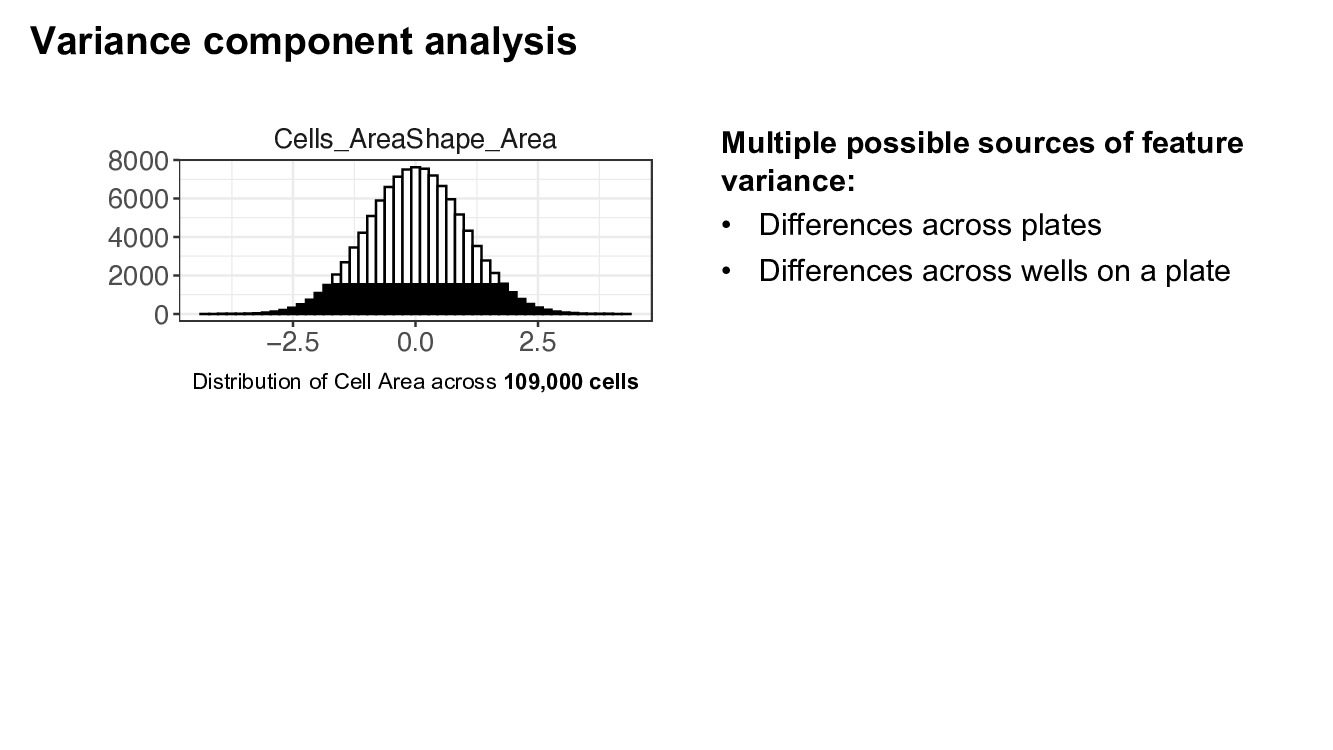 Variance component analysis
Cells_AreaShape_Area
8000
6000
4000
2000
0
−2.5 0.0 2.5
Distribution of Cell Area across 109,000 cells
Multiple possible sources of feature
variance:
• Differences across plates
• Differences across wells on a plate